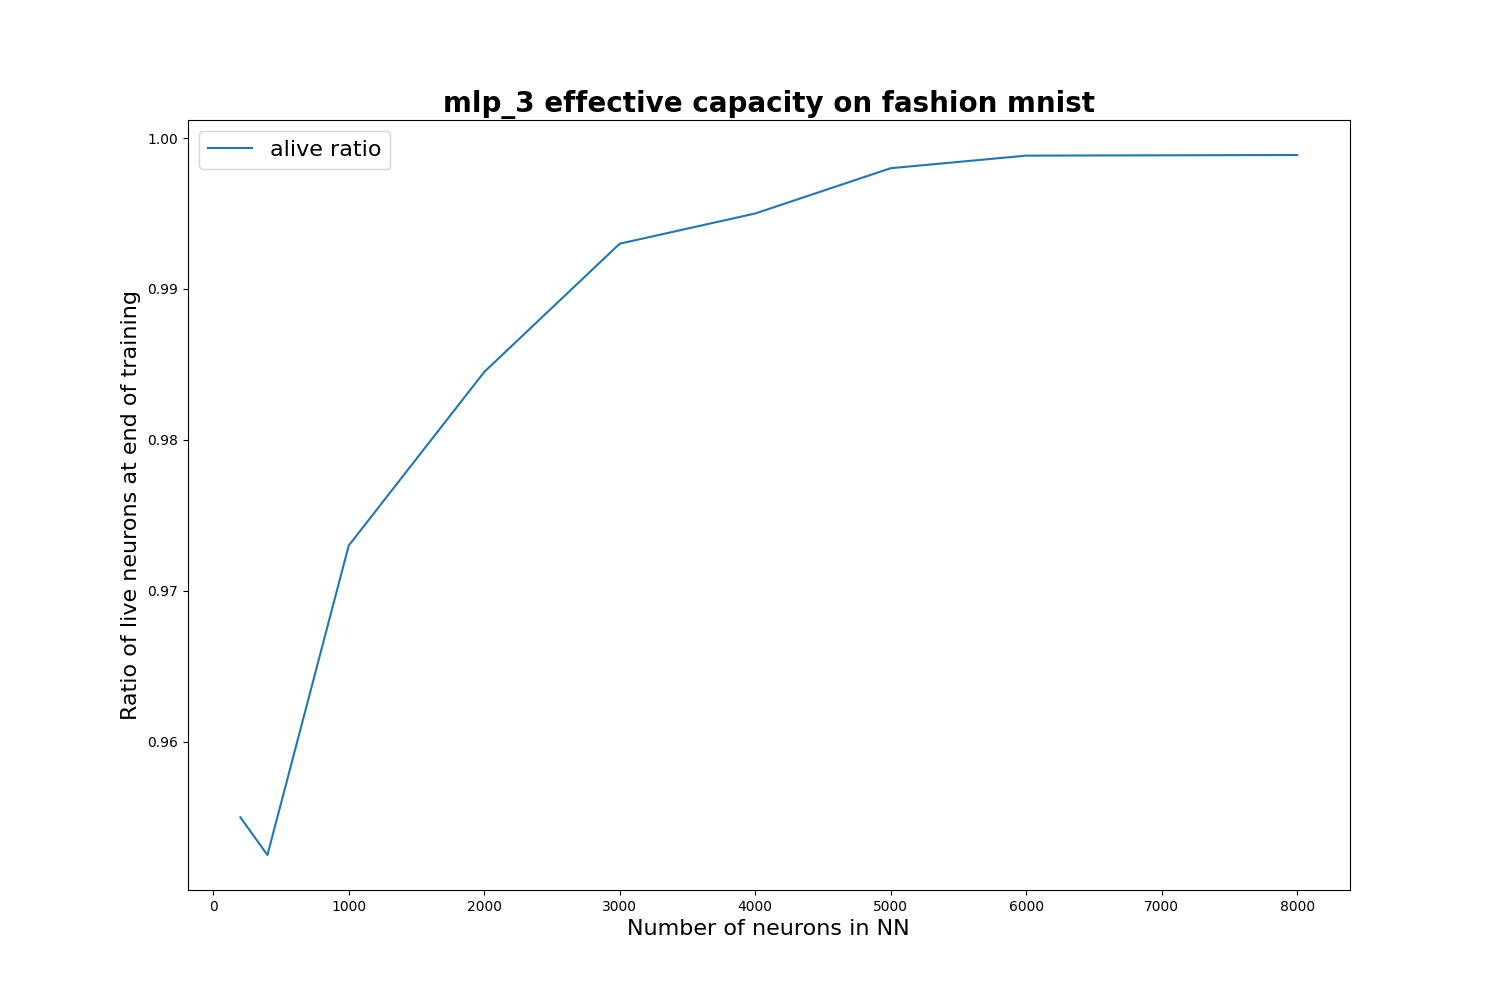 mlp_3 effective capacity on fashion mnist
alive ratio
Ratio of live neurons at end of training
1.00
0.99
0.98
0.97
0.96
0 1000 2000 3000 4000 5000 6000 7000 8000
Number of neurons in NN